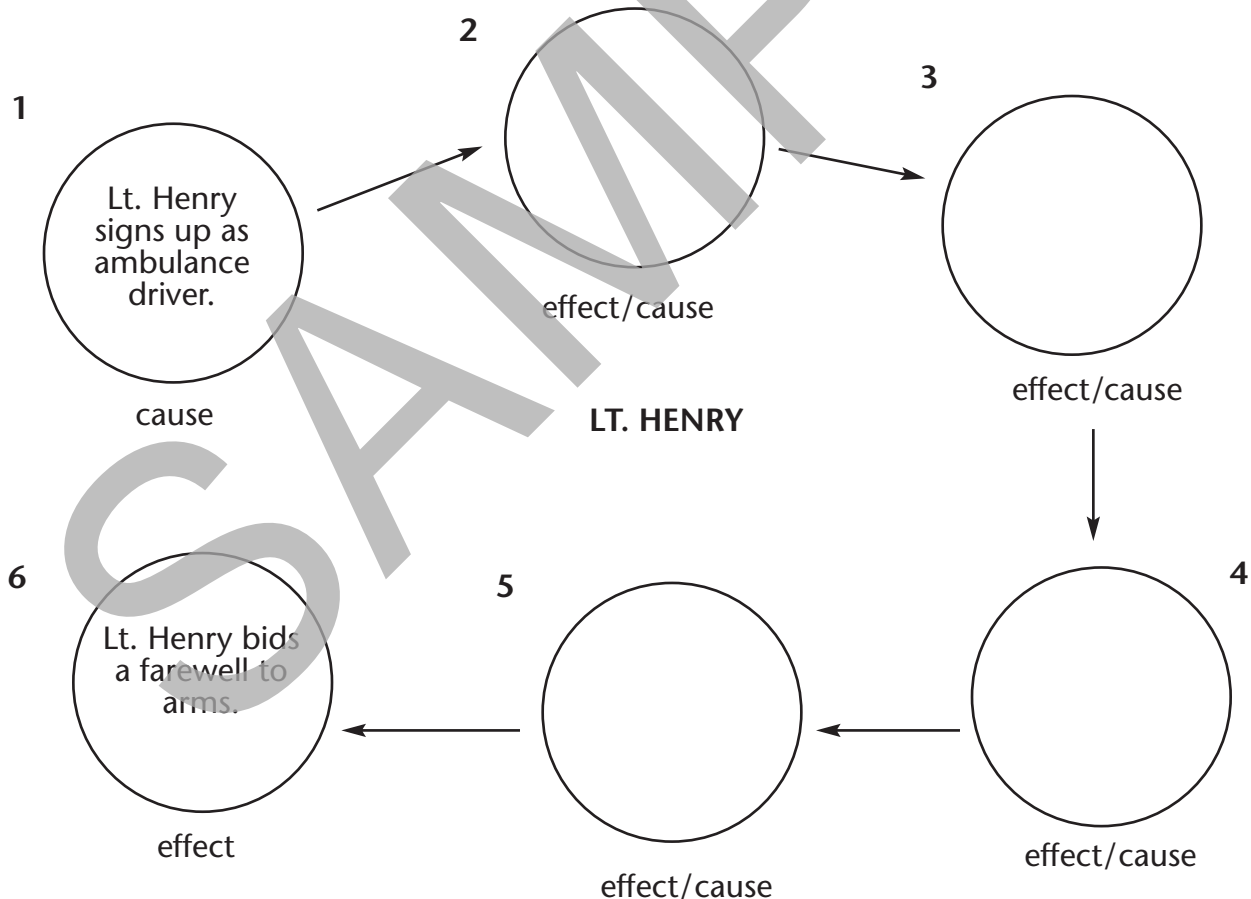 1
Lt. Henry
signs up as
ambulance
driver.
cause
2
effect/cause
3
effect/cause
LT. HENRY
4
effect/cause
5
effect/cause
6
Lt. Henry bids
a farewell to
arms.
effect